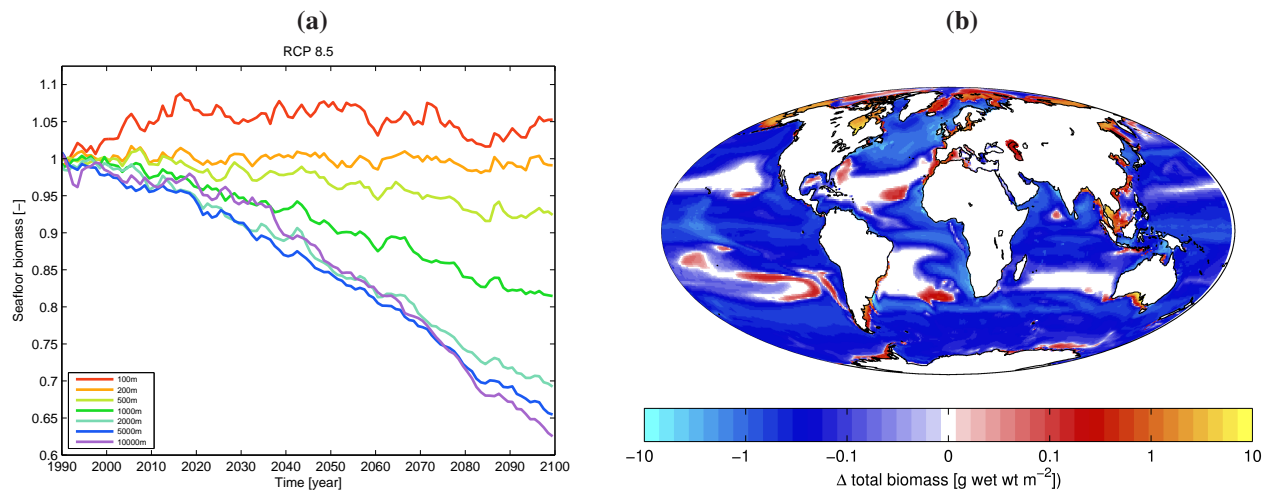 (a)
RCP 8.5
Seafloor biomass [–]
1.1
1.05
1
0.95
0.9
0.85
0.8
0.75
0.7
0.65
0.6
100m
200m
500m
1000m
2000m
5000m
10000m
1990 2000 2010 2020 2030 2040 2050 2060 2070 2080 2090 2100
Time [year]
(b)
−10 −1 −0.1 0 0.1 1 10
Δ total biomass [g wet wt m⁻²])